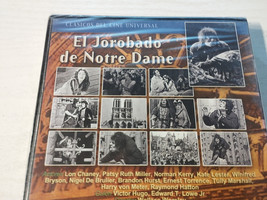 CLASICOS DEL CINE UNIVERSAL
El Jorobado
de Notre Dame
Lon Chaney, Patsy Ruth Miller, Norman Kerry, Kate Lester, Winifred
Bryson, Nigel De Brulier, Brandon Hurst, Ernest Torrence, Tully Marshall,
Harry von Meter, Raymond Hatton
Victor Hugo, Edward T. Lowe Jr.